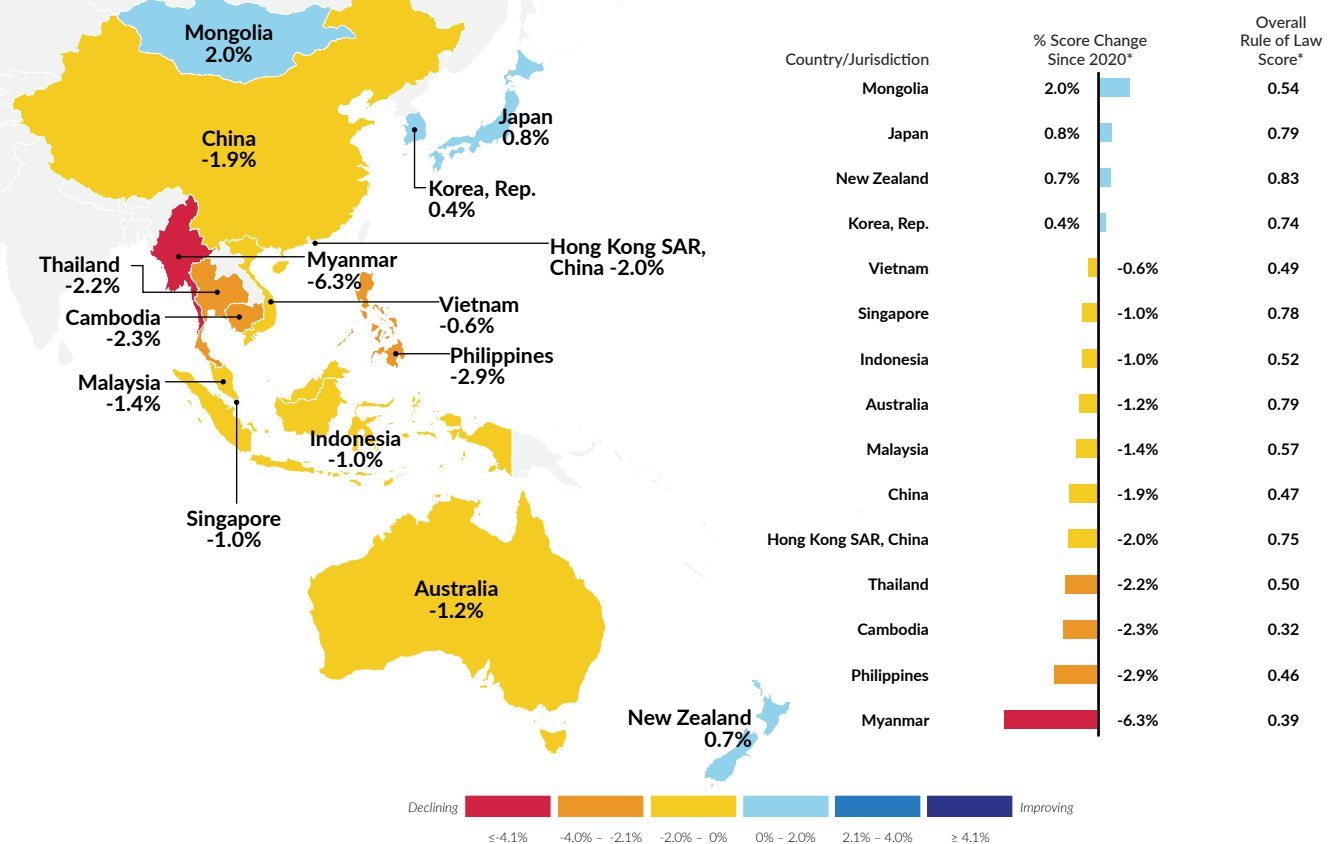 Mongolia
2.0%
China
-1.9%
Japan
0.8%
Korea, Rep.
0.4%
Hong Kong SAR,
China -2.0%
Myanmar
-6.3%
Thailand
-2.2%
Vietnam
-0.6%
Cambodia
-2.3%
Philippines
-2.9%
Malaysia
-1.4%
Indonesia
-1.0%
Singapore
-1.0%
Australia
-1.2%
New Zealand
0.7%
Country/Jurisdiction
% Score Change
Since 2020*
Overall
Rule of Law
Score*
Mongolia 2.0% 0.54
Japan 0.8% 0.79
New Zealand 0.7% 0.83
Korea, Rep. 0.4% 0.74
Vietnam -0.6% 0.49
Singapore -1.0% 0.78
Indonesia -1.0% 0.52
Australia -1.2% 0.79
Malaysia -1.4% 0.57
China -1.9% 0.47
Hong Kong SAR, China -2.0% 0.75
Thailand -2.2% 0.50
Cambodia -2.3% 0.32
Philippines -2.9% 0.46
Myanmar -6.3% 0.39
Declining Improving
≤-4.1% -4.0% – -2.1% -2.0% – 0% 0% – 2.0% 2.1% – 4.0% ≥ 4.1%